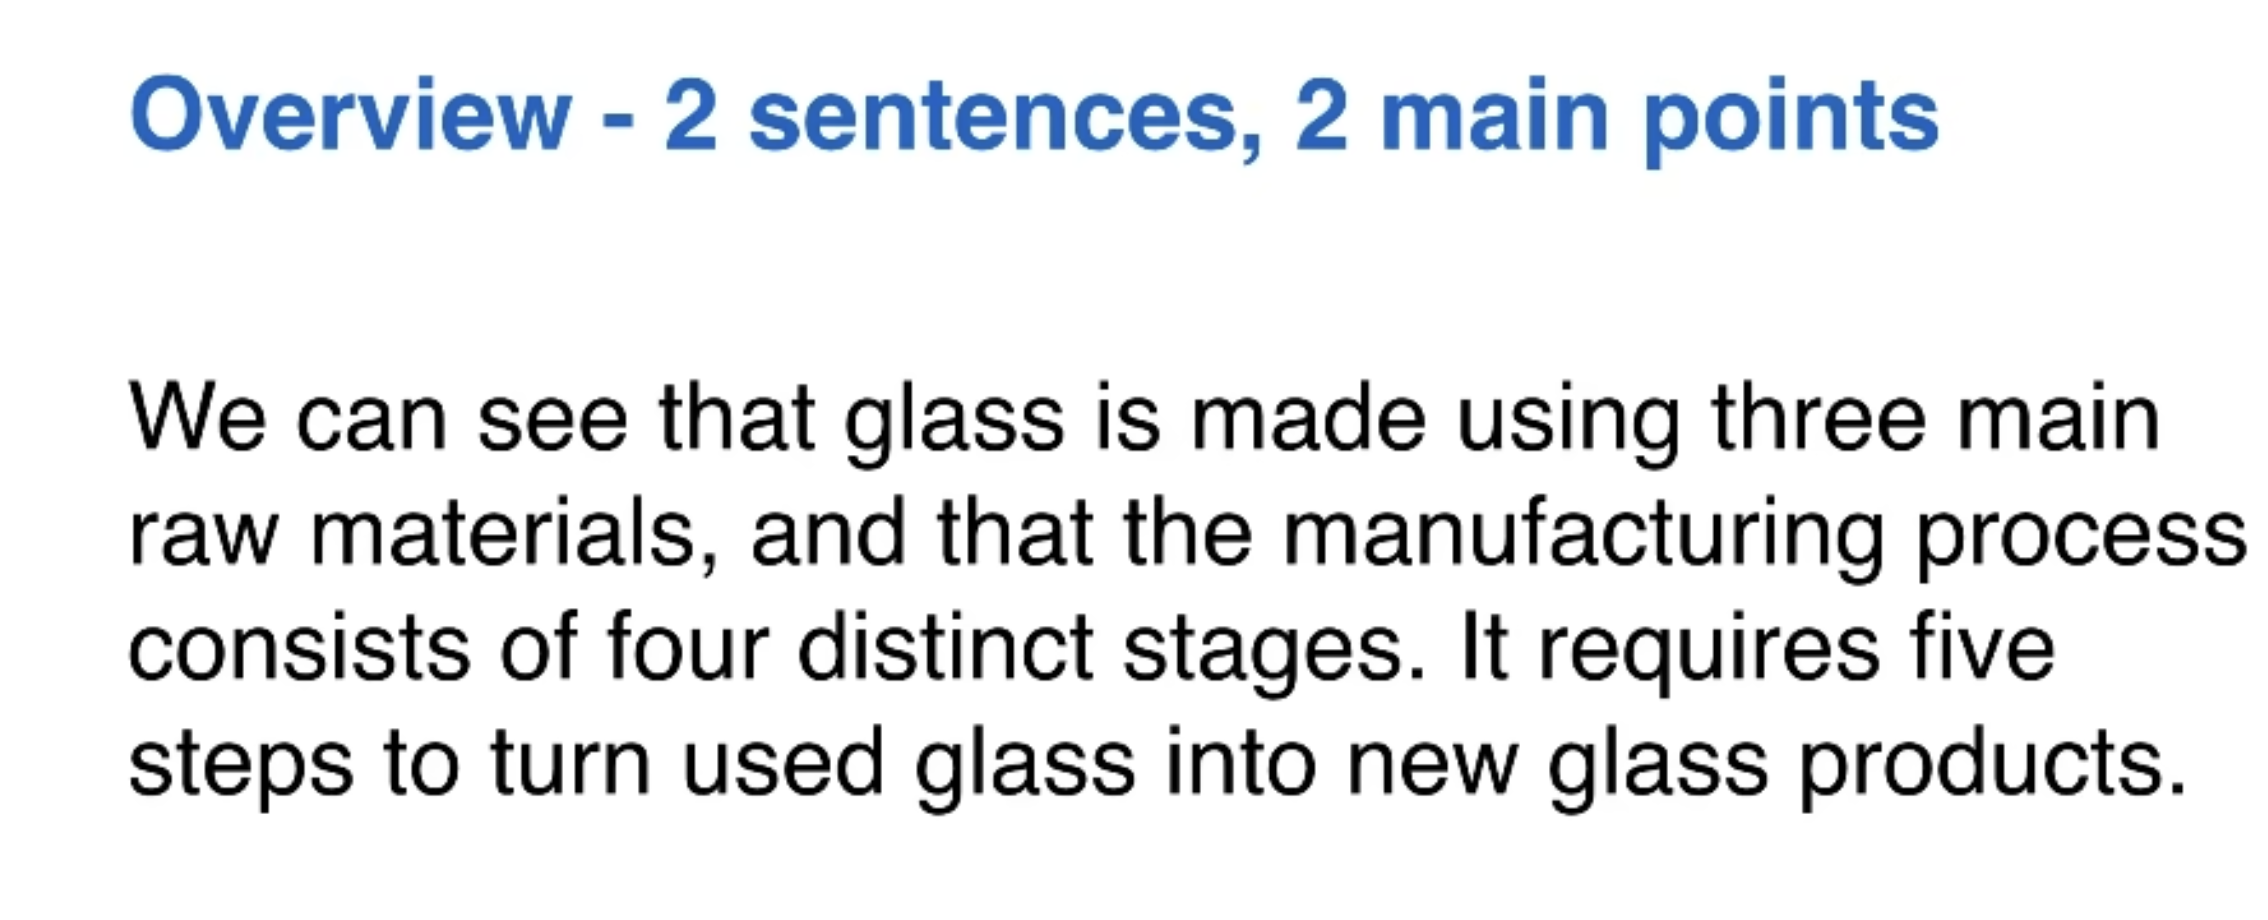 Overview - 2 sentences, 2 main points
We can see that glass is made using three main
raw materials, and that the manufacturing process
consists of four distinct stages. It requires five
steps to turn used glass into new glass products.